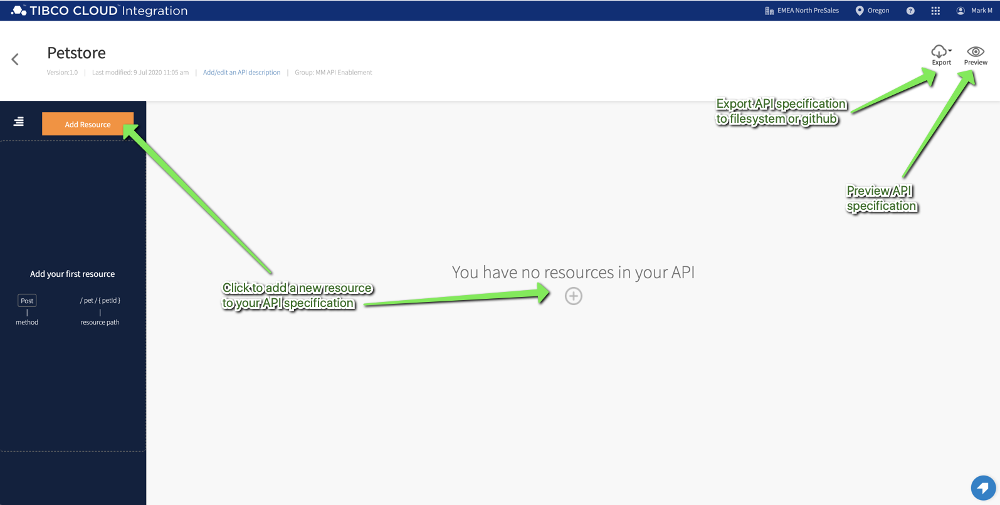 TIBCO CLOUD™ Integration
EMEA North PreSales
Oregon
?
Mark M
Petstore
Version:1.0 | Last modified: 9 Jul 2020 11:05 am | Add/edit an API description | Group: MM API Enablement
Export
Preview
Export API specification
to filesystem or github
Add Resource
Preview API
specification
You have no resources in your API
Click to add a new resource
to your API specification
Add your first resource
Post
/ pet / { petId }
method
resource path